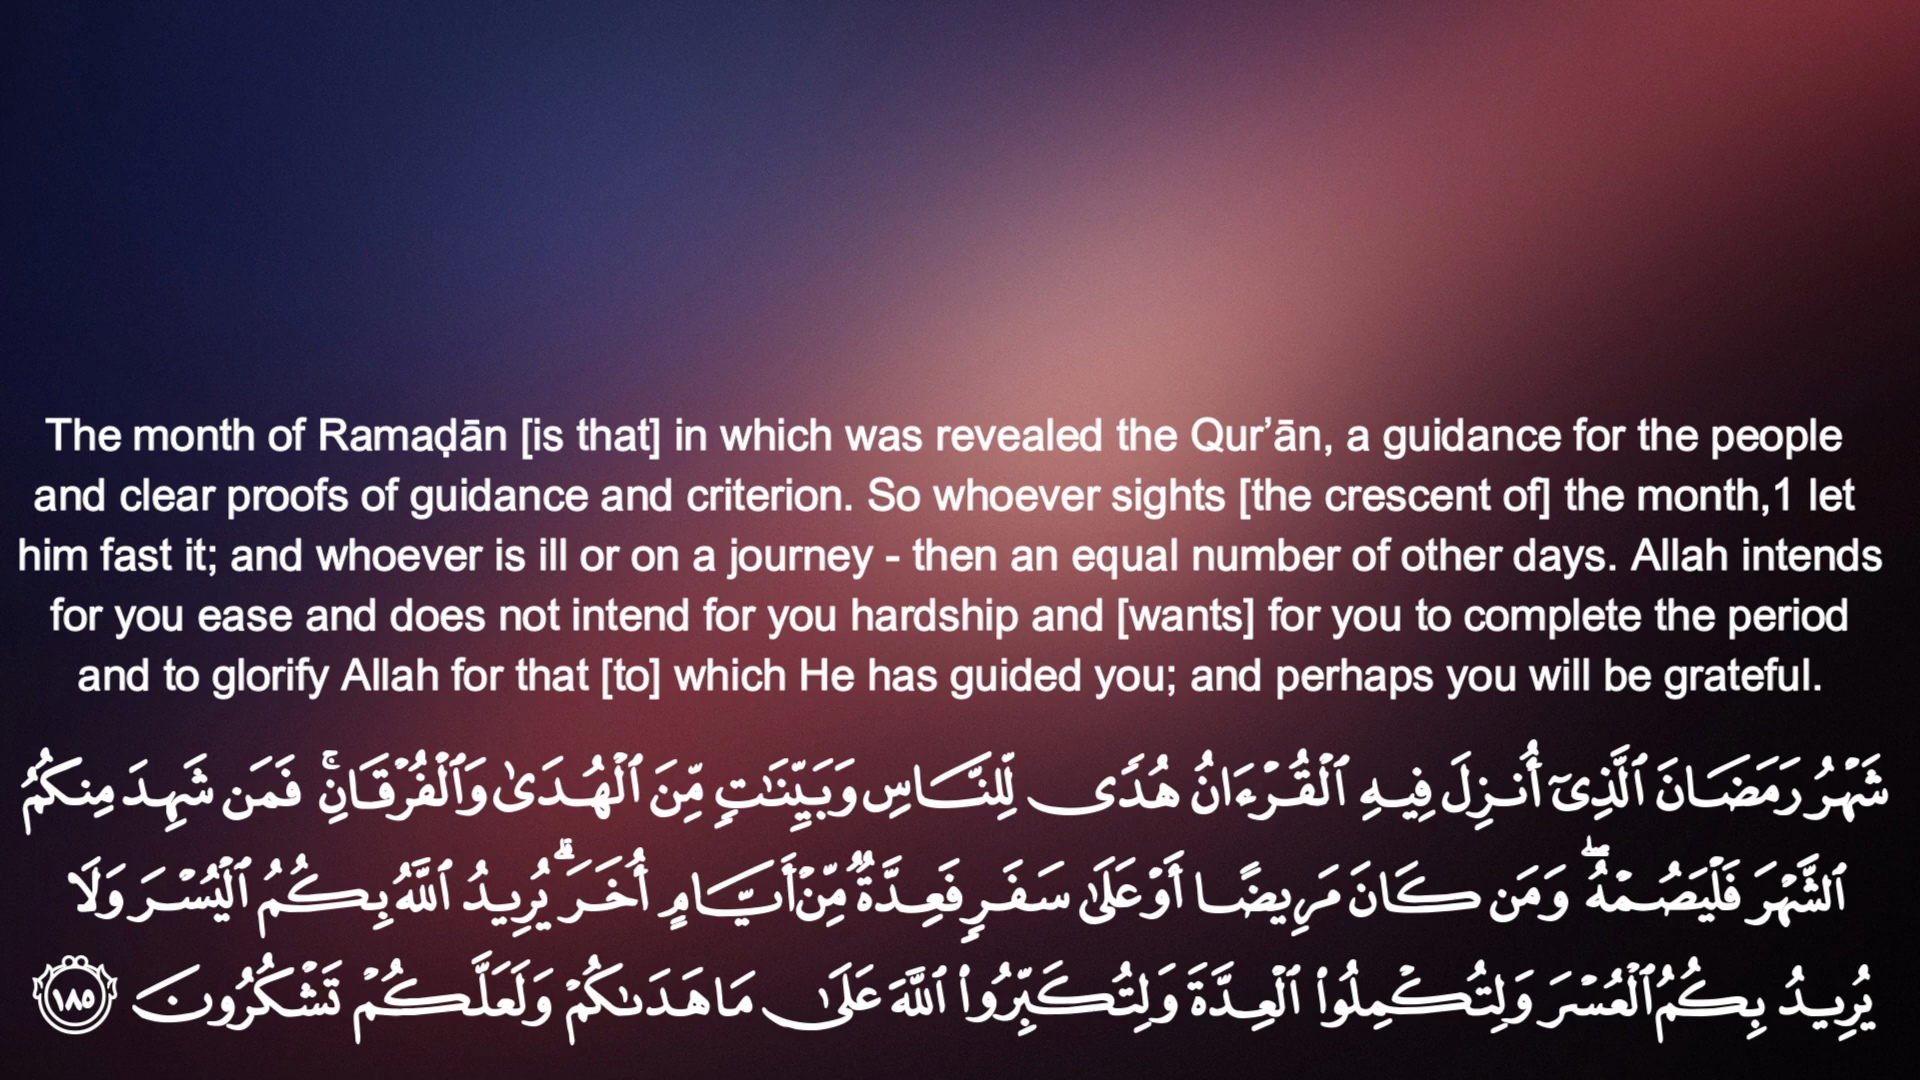 The month of Ramaḍān [is that] in which was revealed the Qur’ān, a guidance for the people
and clear proofs of guidance and criterion. So whoever sights [the crescent of] the month,1 let
him fast it; and whoever is ill or on a journey - then an equal number of other days. Allah intends
for you ease and does not intend for you hardship and [wants] for you to complete the period
and to glorify Allah for that [to] which He has guided you; and perhaps you will be grateful.
شَهْرُ رَمَضَانَ ٱلَّذِىٓ أُنزِلَ فِيهِ ٱلْقُرْءَانُ هُدًى لِّلنَّاسِ وَبَيِّنَـٰتٍ مِّنَ ٱلْهُدَىٰ وَٱلْفُرْقَانِ ۚ فَمَن شَهِدَ مِنكُمُ
ٱلشَّهْرَ فَلْيَصُمْهُ ۖ وَمَن كَانَ مَرِيضًا أَوْ عَلَىٰ سَفَرٍ فَعِدَّةٌ مِّنْ أَيَّامٍ أُخَرَ ۗ يُرِيدُ ٱللَّهُ بِكُمُ ٱلْيُسْرَ وَلَا
يُرِيدُ بِكُمُ ٱلْعُسْرَ وَلِتُكْمِلُوا۟ ٱلْعِدَّةَ وَلِتُكَبِّرُوا۟ ٱللَّهَ عَلَىٰ مَا هَدَىٰكُمْ وَلَعَلَّكُمْ تَشْكُرُونَ ١٨٥